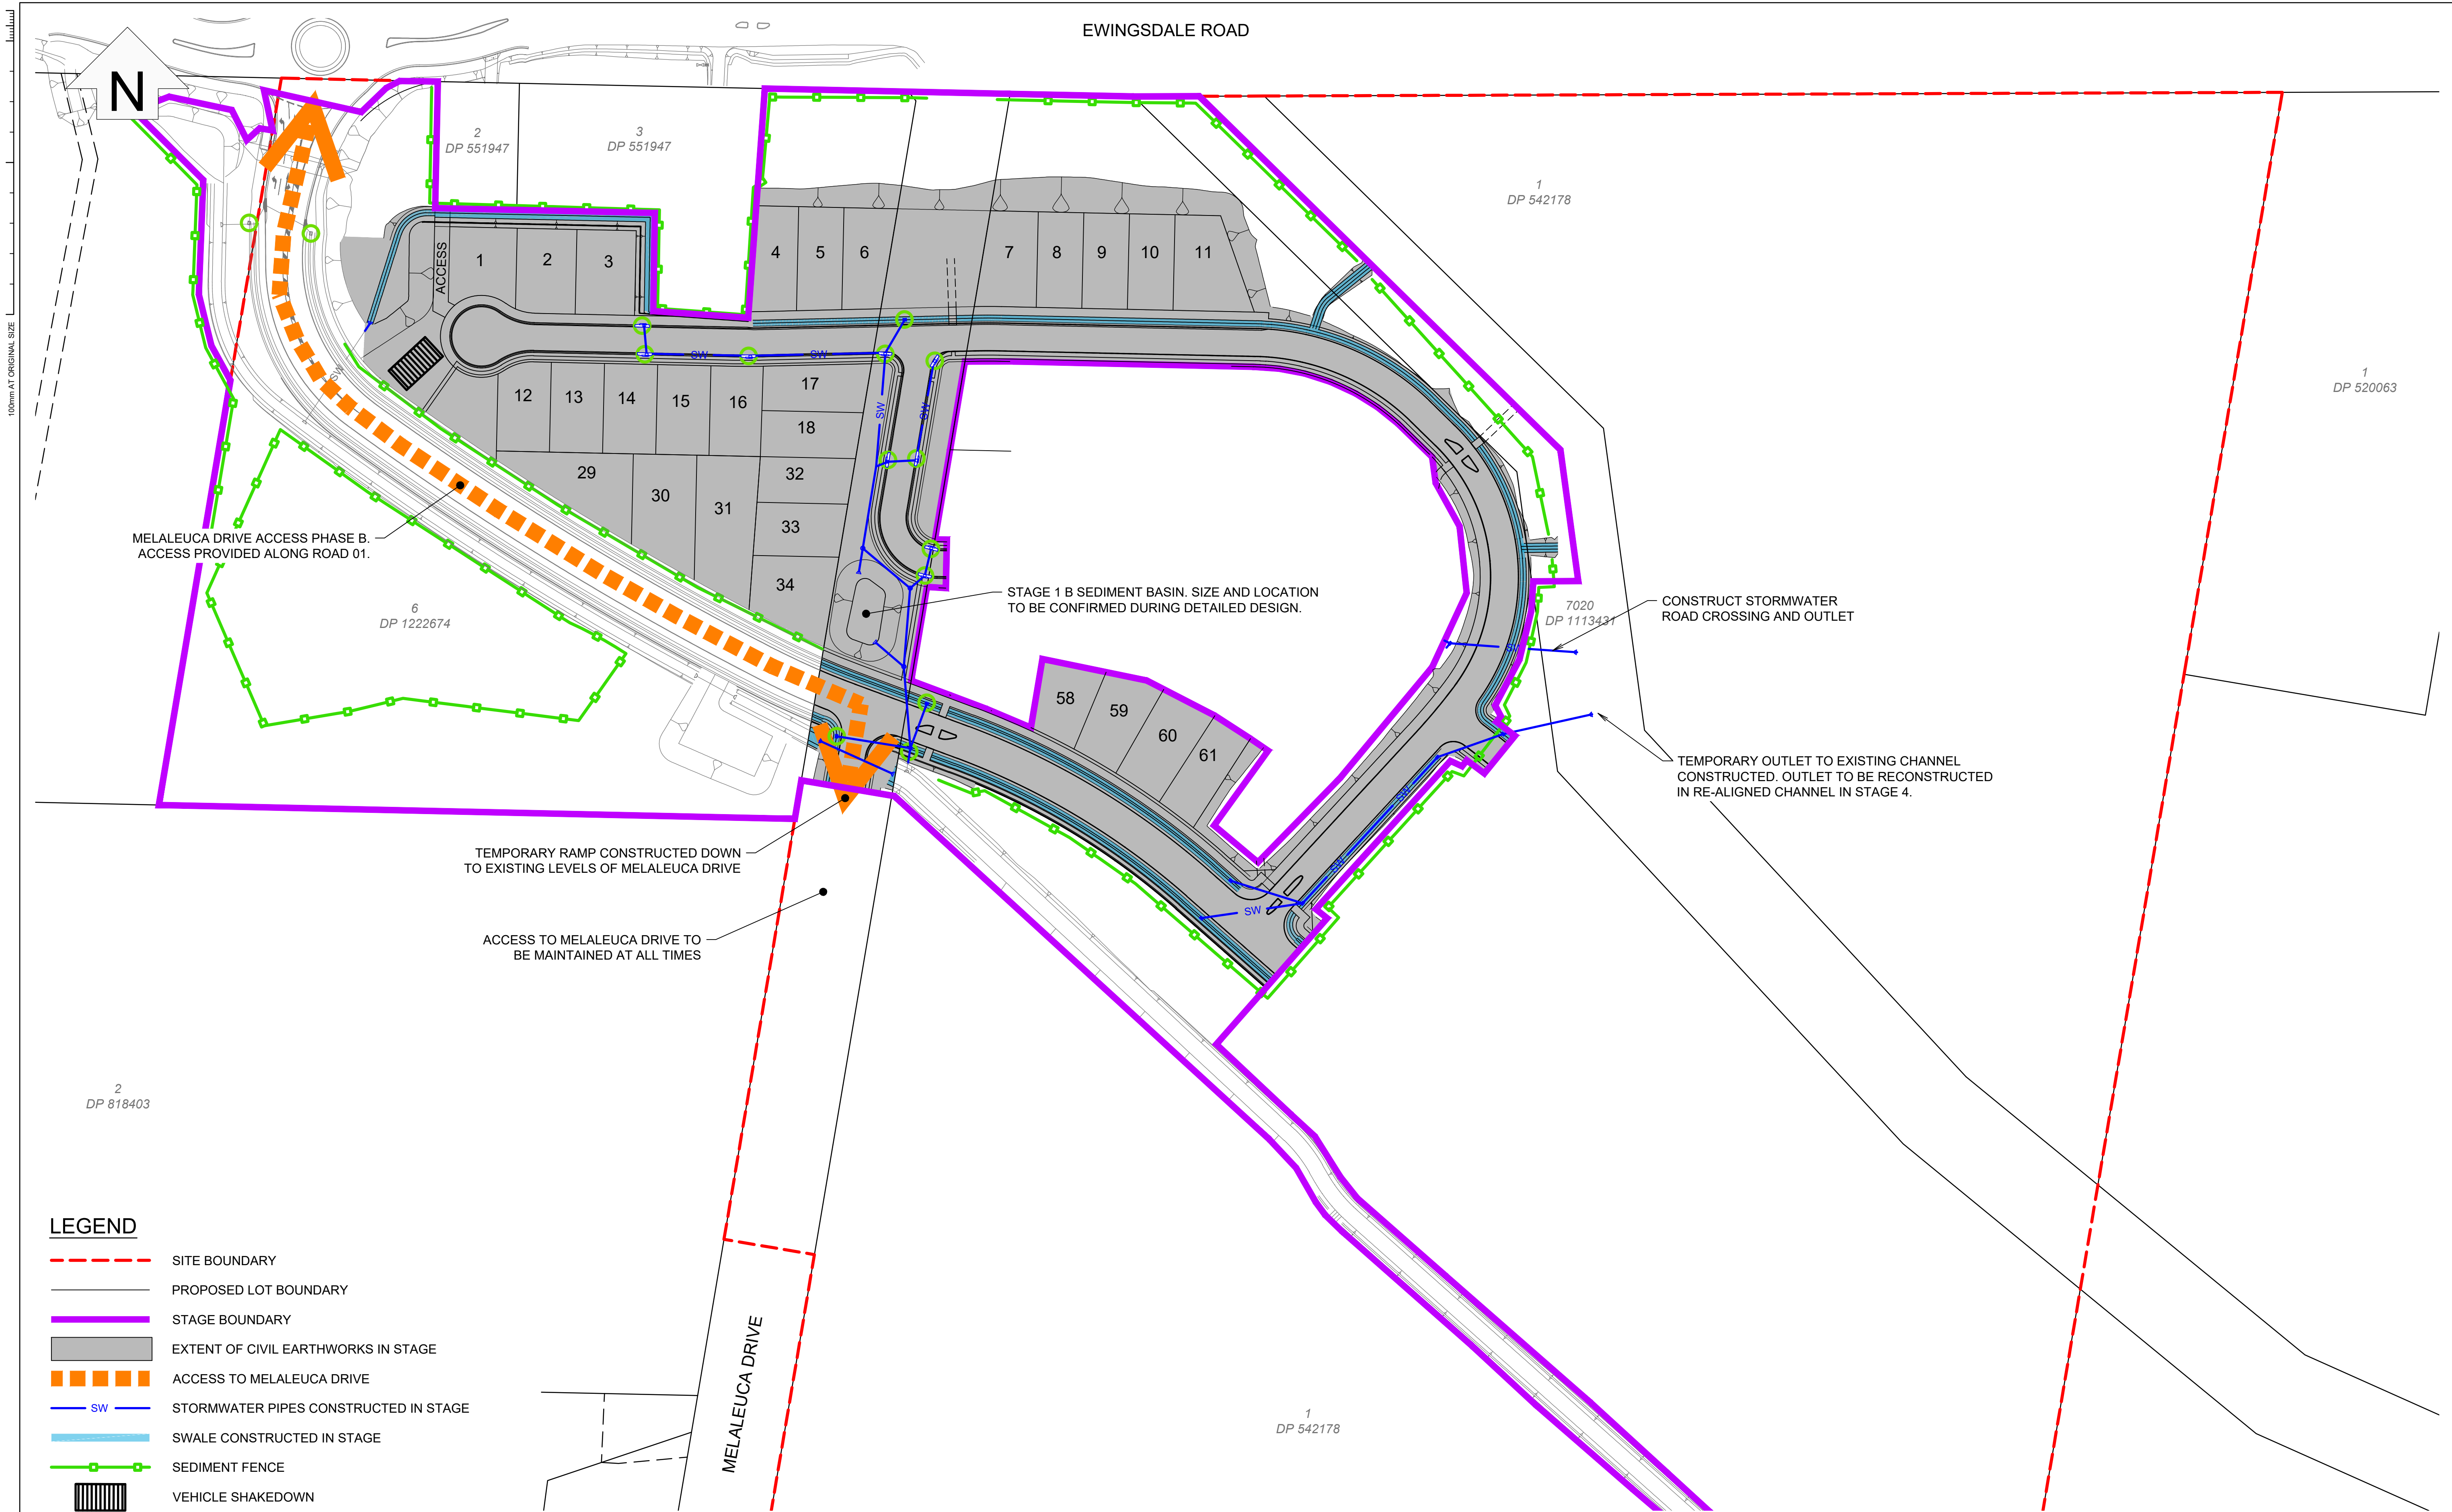 EWINGSDALE ROAD
N
100mm AT ORIGINAL SIZE
2
DP 551947
3
DP 551947
1
DP 542178
1
DP 520063
ACCESS
1
2
3
4
5
6
7
8
9
10
11
SW
SW
SW
SW
SW
12
13
14
15
16
17
18
29
30
31
32
33
34
MELALEUCA DRIVE ACCESS PHASE B.
ACCESS PROVIDED ALONG ROAD 01.
6
DP 1222674
STAGE 1 B SEDIMENT BASIN. SIZE AND LOCATION
TO BE CONFIRMED DURING DETAILED DESIGN.
7020
DP 1113431
CONSTRUCT STORMWATER
ROAD CROSSING AND OUTLET
SW
58
59
60
61
TEMPORARY OUTLET TO EXISTING CHANNEL
CONSTRUCTED. OUTLET TO BE RECONSTRUCTED
IN RE-ALIGNED CHANNEL IN STAGE 4.
SW
SW
SW
TEMPORARY RAMP CONSTRUCTED DOWN
TO EXISTING LEVELS OF MELALEUCA DRIVE
ACCESS TO MELALEUCA DRIVE TO
BE MAINTAINED AT ALL TIMES
2
DP 818403
MELALEUCA DRIVE
1
DP 542178
LEGEND
SITE BOUNDARY
PROPOSED LOT BOUNDARY
STAGE BOUNDARY
EXTENT OF CIVIL EARTHWORKS IN STAGE
ACCESS TO MELALEUCA DRIVE
SW
STORMWATER PIPES CONSTRUCTED IN STAGE
SWALE CONSTRUCTED IN STAGE
SEDIMENT FENCE
VEHICLE SHAKEDOWN